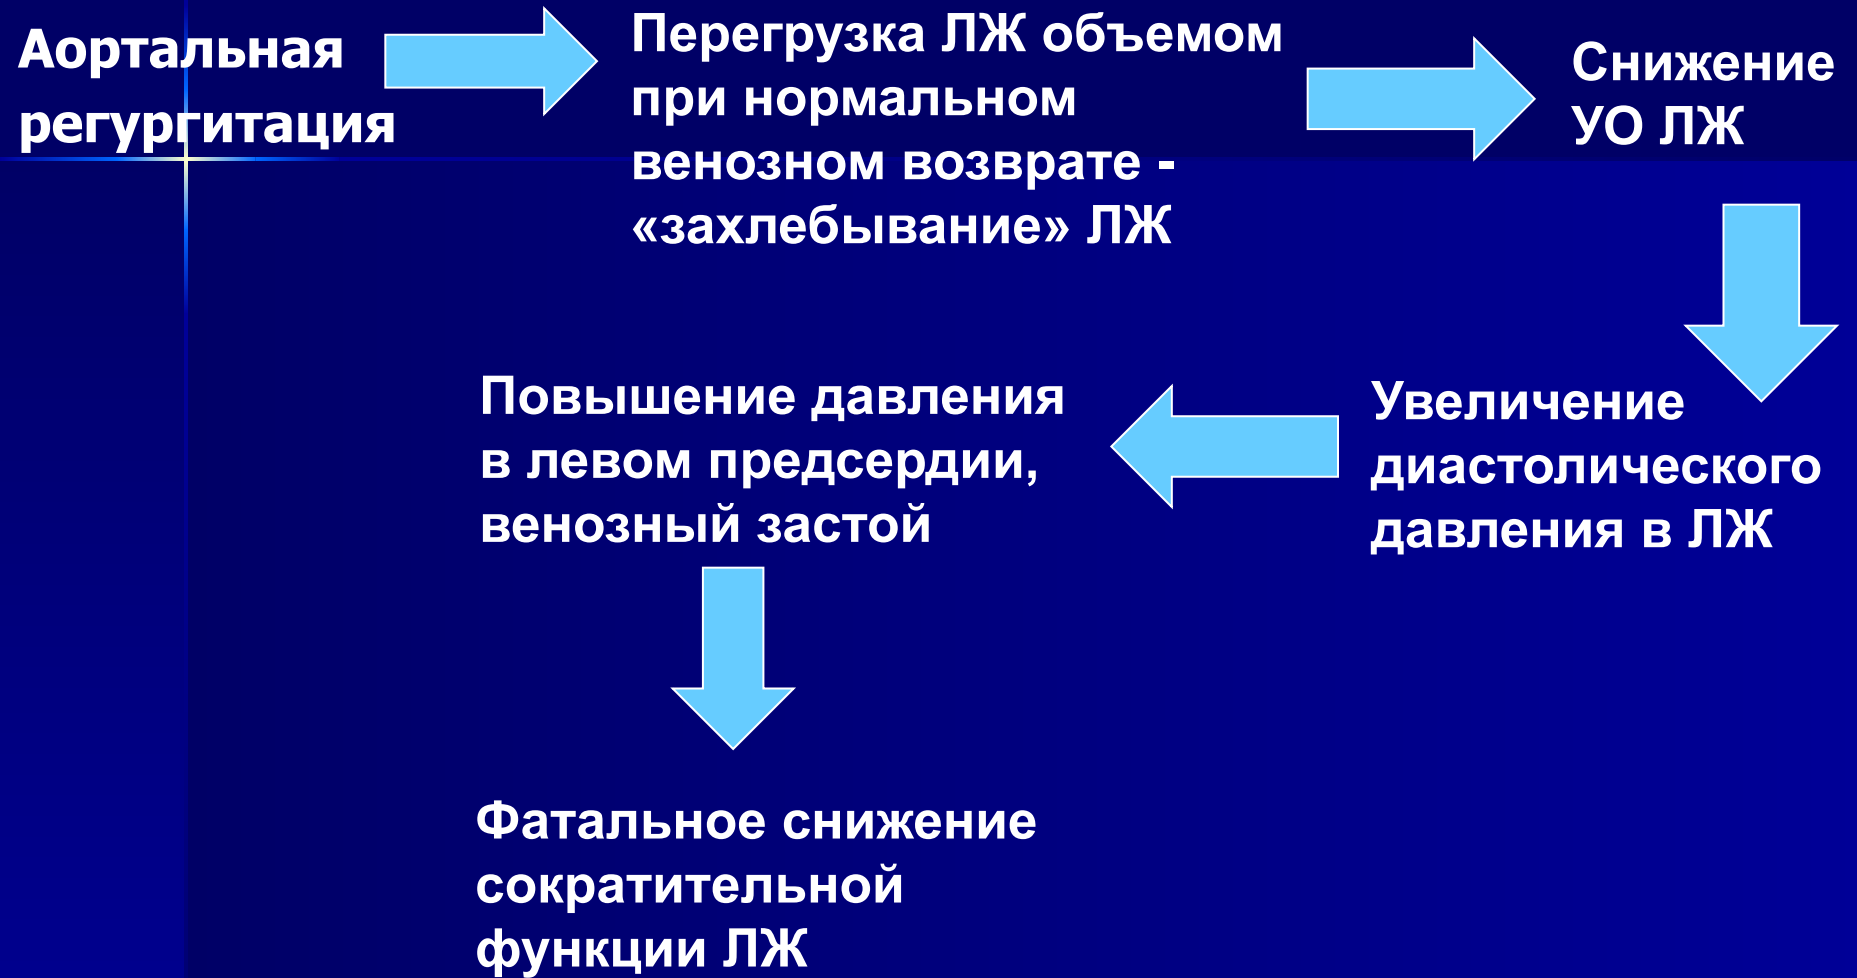 Аортальная
регургитация
Перегрузка ЛЖ объемом
при нормальном
венозном возврате -
«захлебывание» ЛЖ
Снижение
УО ЛЖ
Увеличение
диастолического
давления в ЛЖ
Повышение давления
в левом предсердии,
венозный застой
Фатальное снижение
сократительной
функции ЛЖ